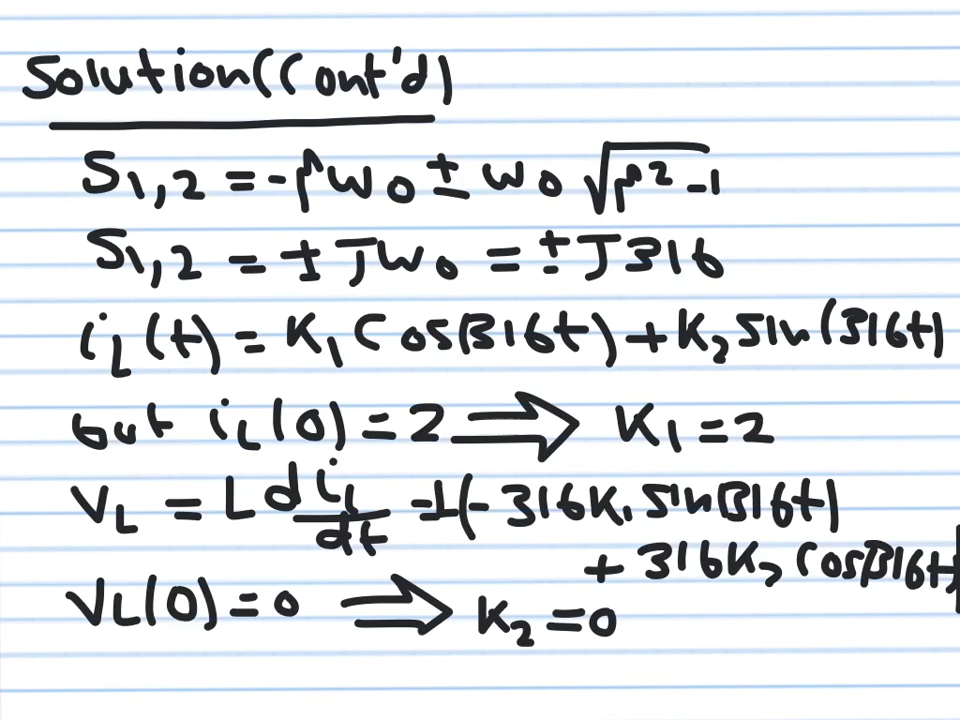 Solution(Cont'd)
S1,2 = -ρw0 ± w0 √ρ²-1
S1,2 = ± Jw0 = ± J316
iL(t) = K1 Cos(316t) + K2 Sin(316t)
but iL(0) = 2 ⟹ K1 = 2
VL = L diL/dt = 1(-316K1 Sin(316t)
+ 316K2 Cos(316t)
VL(0) = 0 ⟹ K2 = 0